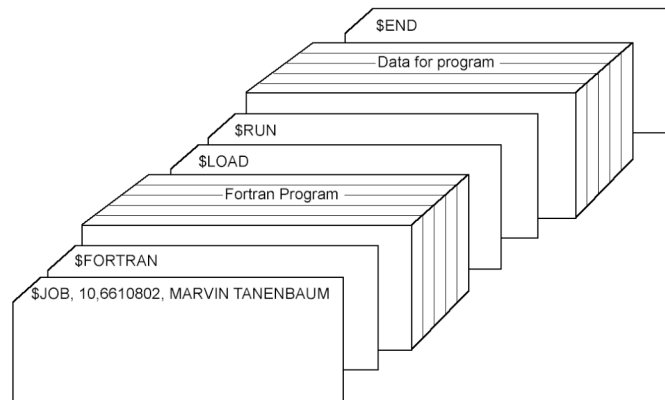 $END
Data for program
$RUN
$LOAD
Fortran Program
$FORTRAN
$JOB, 10,6610802, MARVIN TANENBAUM